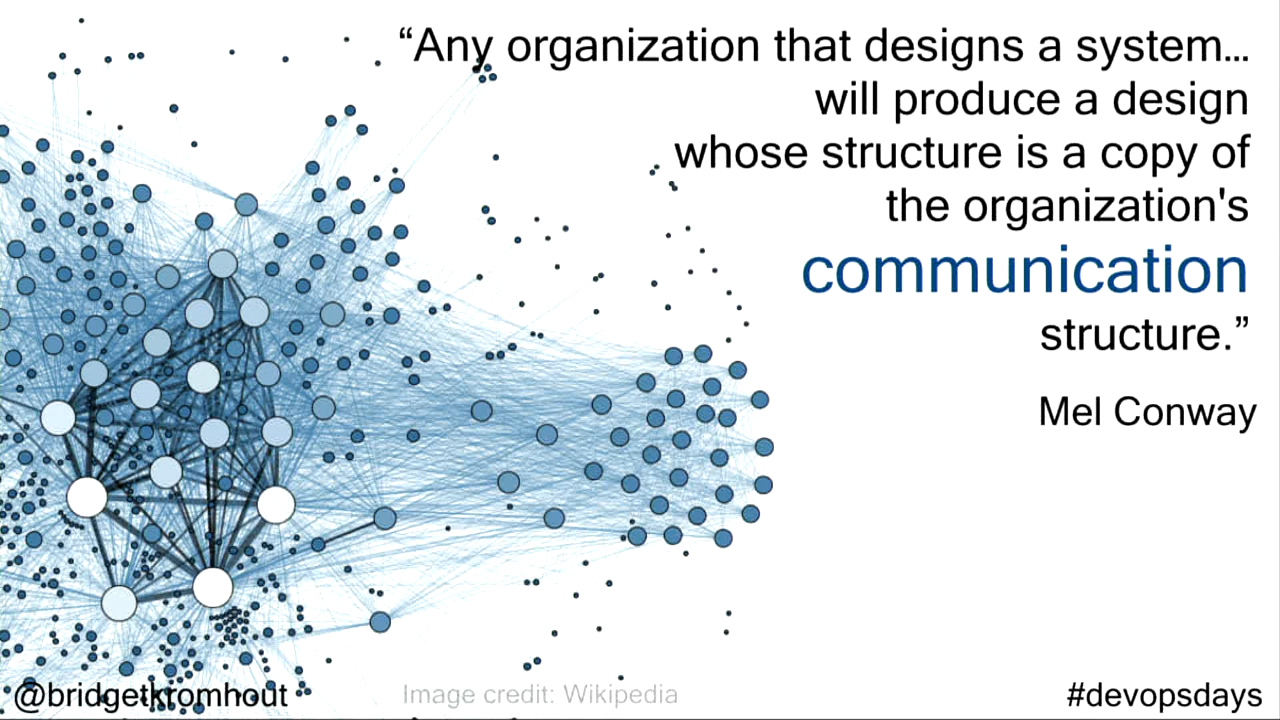 “Any organization that designs a system...
will produce a design
whose structure is a copy of
the organization's
communication
structure.”
Mel Conway
@bridgetkromhout
Image credit: Wikipedia
#devopsdays